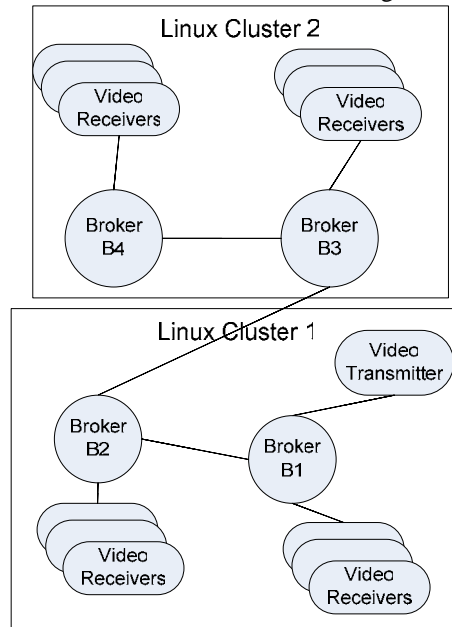 Linux Cluster 2
Video
Receivers
Video
Receivers
Broker
B4
Broker
B3
Linux Cluster 1
Video
Transmitter
Broker
B2
Broker
B1
Video
Receivers
Video
Receivers